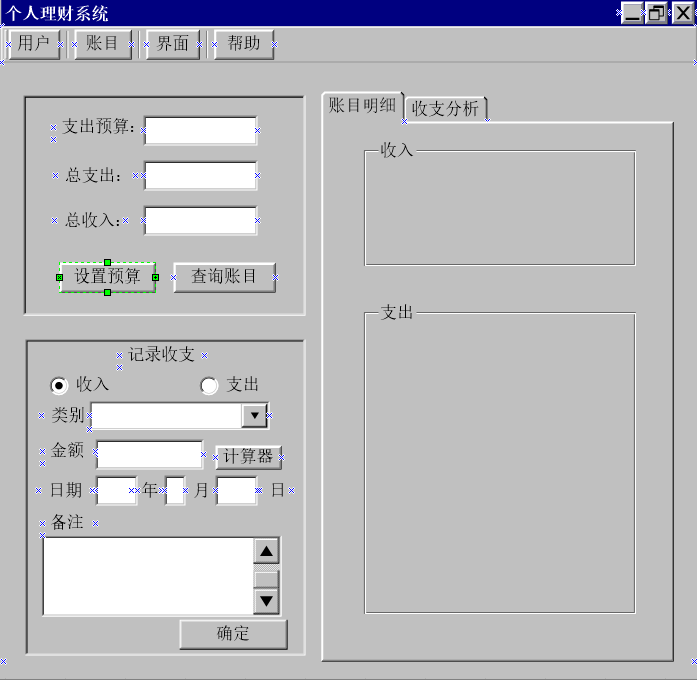 个人理财系统
用户 账目 界面 帮助
支出预算：
总支出：
总收入：
设置预算 查询账目
记录收支
收入 支出
类别
金额 计算器
日期 年 月 日
备注
确定
账目明细 收支分析
收入
支出